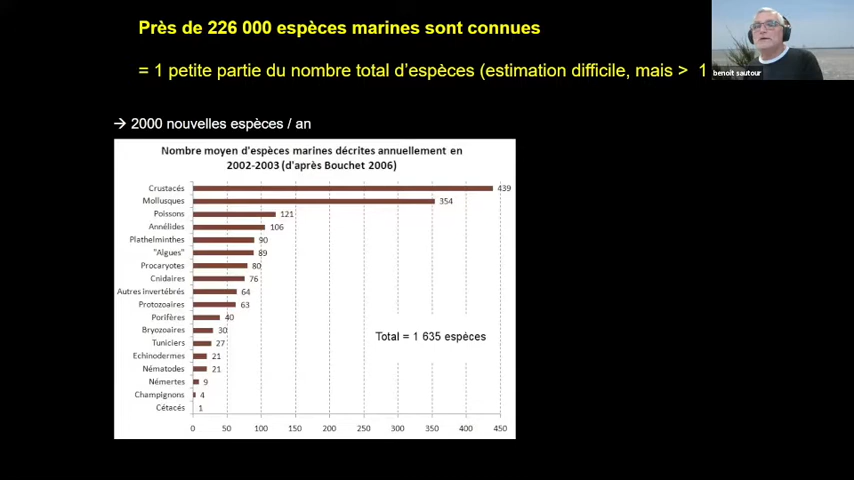 Près de 226 000 espèces marines sont connues
= 1 petite partie du nombre total d'espèces (estimation difficile, mais > 1
benoit sautour
→ 2000 nouvelles espèces / an
Nombre moyen d'espèces marines décrites annuellement en
2002-2003 (d'après Bouchet 2006)
Crustacés 439
Mollusques 354
Poissons 121
Annélides 106
Plathelminthes 90
"Algues" 89
Procaryotes 80
Cnidaires 76
Autres invertébrés 64
Protozoaires 63
Porifères 40
Bryozoaires 30
Tuniciers 27
Echinodermes 21
Nématodes 21
Némertes 9
Champignons 4
Cétacés 1
Total = 1 635 espèces
0 50 100 150 200 250 300 350 400 450